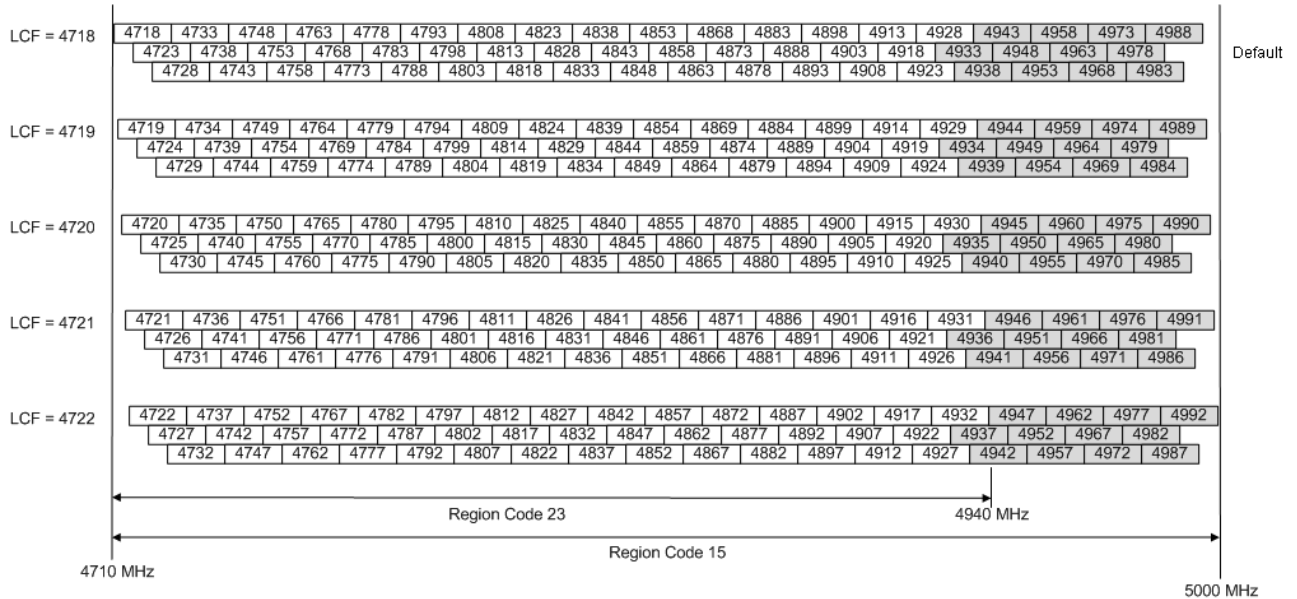 LCF = 4718
4718 4733 4748 4763 4778 4793 4808 4823 4838 4853 4868 4883 4898 4913 4928 4943 4958 4973 4988
4723 4738 4753 4768 4783 4798 4813 4828 4843 4858 4873 4888 4903 4918 4933 4948 4963 4978
4728 4743 4758 4773 4788 4803 4818 4833 4848 4863 4878 4893 4908 4923 4938 4953 4968 4983
Default
LCF = 4719
4719 4734 4749 4764 4779 4794 4809 4824 4839 4854 4869 4884 4899 4914 4929 4944 4959 4974 4989
4724 4739 4754 4769 4784 4799 4814 4829 4844 4859 4874 4889 4904 4919 4934 4949 4964 4979
4729 4744 4759 4774 4789 4804 4819 4834 4849 4864 4879 4894 4909 4924 4939 4954 4969 4984
LCF = 4720
4720 4735 4750 4765 4780 4795 4810 4825 4840 4855 4870 4885 4900 4915 4930 4945 4960 4975 4990
4725 4740 4755 4770 4785 4800 4815 4830 4845 4860 4875 4890 4905 4920 4935 4950 4965 4980
4730 4745 4760 4775 4790 4805 4820 4835 4850 4865 4880 4895 4910 4925 4940 4955 4970 4985
LCF = 4721
4721 4736 4751 4766 4781 4796 4811 4826 4841 4856 4871 4886 4901 4916 4931 4946 4961 4976 4991
4726 4741 4756 4771 4786 4801 4816 4831 4846 4861 4876 4891 4906 4921 4936 4951 4966 4981
4731 4746 4761 4776 4791 4806 4821 4836 4851 4866 4881 4896 4911 4926 4941 4956 4971 4986
LCF = 4722
4722 4737 4752 4767 4782 4797 4812 4827 4842 4857 4872 4887 4902 4917 4932 4947 4962 4977 4992
4727 4742 4757 4772 4787 4802 4817 4832 4847 4862 4877 4892 4907 4922 4937 4952 4967 4982
4732 4747 4762 4777 4792 4807 4822 4837 4852 4867 4882 4897 4912 4927 4942 4957 4972 4987
Region Code 23
4940 MHz
Region Code 15
4710 MHz
5000 MHz